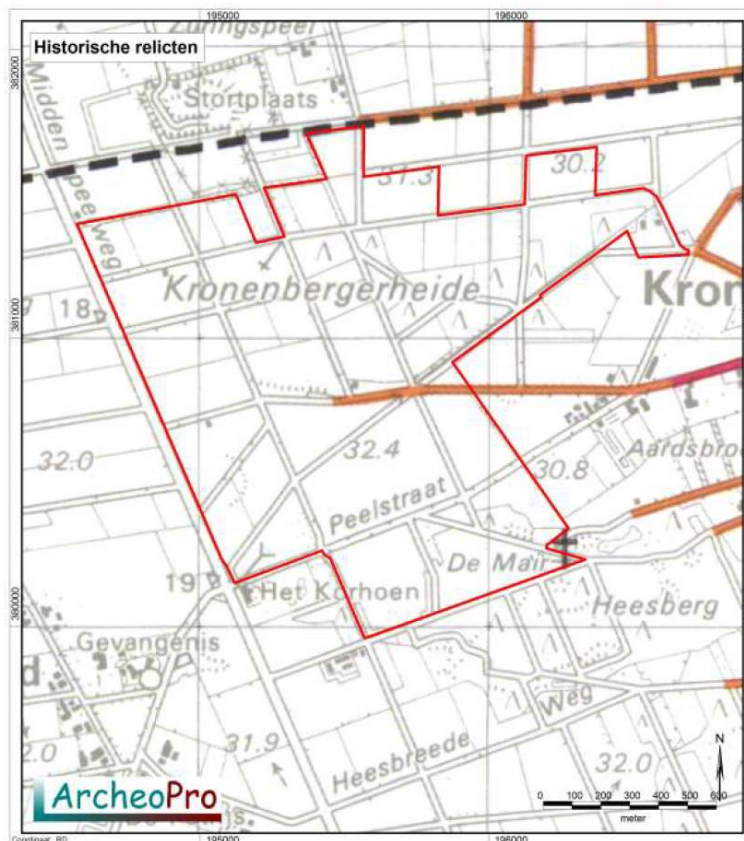 195000
196000
Historische relicten
Zuringspeel
382000
Stortplaats
Midden
Peelweg
31.3
30.2
Kronenbergerheide
Kron
18
381000
32.0
32.4
30.8
Aardsbroe
Peelstraat
De Mair
19
Het Korhoen
Heesberg
380000
Gevangenis
d
Weg
31.9
Heesbreede
32.0
N
0 100 200 300 400 500 600
meter
ArcheoPro
2.0
195000
196000